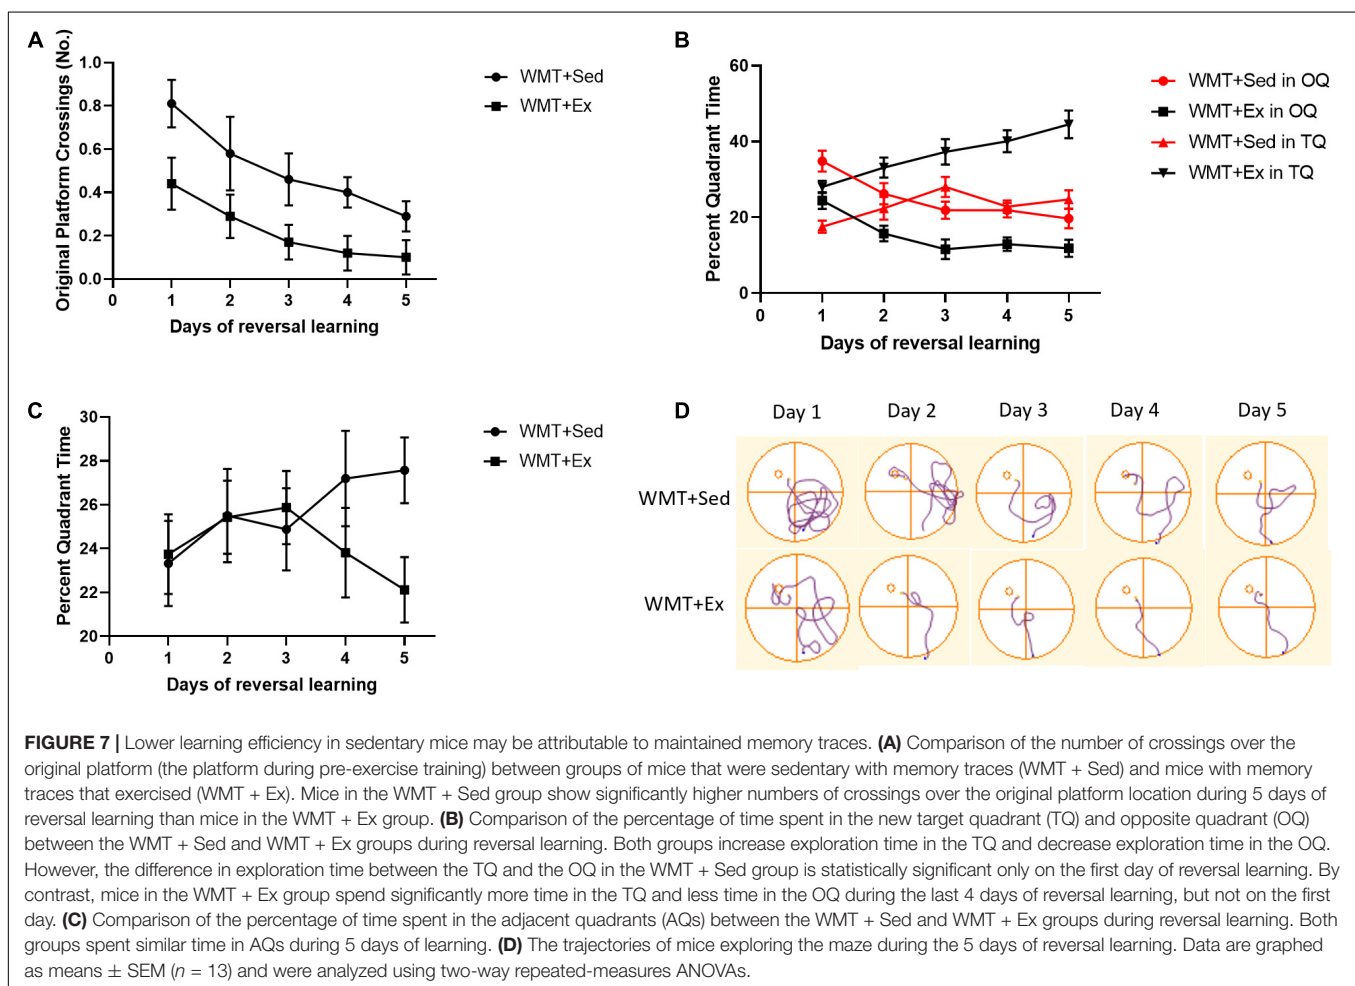 A
Original Platform Crossings (No.)
1.0
0.8
0.6
0.4
0.2
0.0
0 1 2 3 4 5
Days of reversal learning
WMT+Sed
WMT+Ex
B
Percent Quadrant Time
60
40
20
0
0 1 2 3 4 5
Days of reversal learning
WMT+Sed in OQ
WMT+Ex in OQ
WMT+Sed in TQ
WMT+Ex in TQ
C
Percent Quadrant Time
30
28
26
24
22
20
0 1 2 3 4 5
Days of reversal learning
WMT+Sed
WMT+Ex
D
Day 1 Day 2 Day 3 Day 4 Day 5
WMT+Sed
WMT+Ex
FIGURE 7 | Lower learning efficiency in sedentary mice may be attributable to maintained memory traces. (A) Comparison of the number of crossings over the
original platform (the platform during pre-exercise training) between groups of mice that were sedentary with memory traces (WMT + Sed) and mice with memory
traces that exercised (WMT + Ex). Mice in the WMT + Sed group show significantly higher numbers of crossings over the original platform location during 5 days of
reversal learning than mice in the WMT + Ex group. (B) Comparison of the percentage of time spent in the new target quadrant (TQ) and opposite quadrant (OQ)
between the WMT + Sed and WMT + Ex groups during reversal learning. Both groups increase exploration time in the TQ and decrease exploration time in the OQ.
However, the difference in exploration time between the TQ and the OQ in the WMT + Sed group is statistically significant only on the first day of reversal learning. By
contrast, mice in the WMT + Ex group spend significantly more time in the TQ and less time in the OQ during the last 4 days of reversal learning, but not on the first
day. (C) Comparison of the percentage of time spent in the adjacent quadrants (AQs) between the WMT + Sed and WMT + Ex groups during reversal learning. Both
groups spent similar time in AQs during 5 days of learning. (D) The trajectories of mice exploring the maze during the 5 days of reversal learning. Data are graphed
as means ± SEM (n = 13) and were analyzed using two-way repeated-measures ANOVAs.